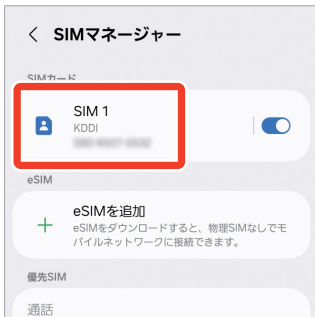 SIMマネージャー
SIMカード
SIM 1
KDDI
eSIM
eSIMを追加
eSIMをダウンロードすると、物理SIMなしでモ
バイルネットワークに接続できます。
優先SIM
通話